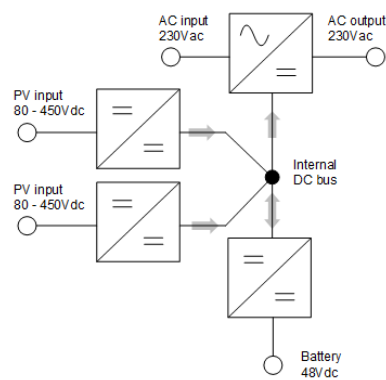 AC input
230Vac
AC output
230Vac
PV input
80 - 450Vdc
PV input
80 - 450Vdc
Internal
DC bus
Battery
48Vdc